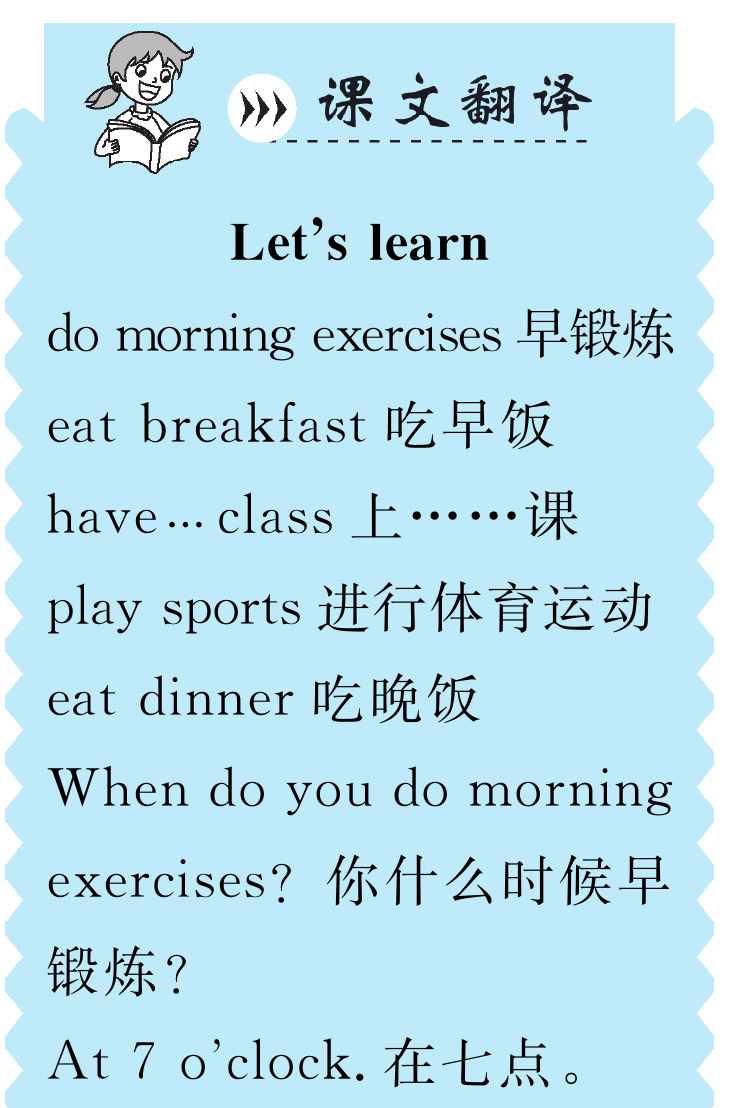 课文翻译
Let's learn
do morning exercises 早锻炼
eat breakfast 吃早饭
have…class 上……课
play sports 进行体育运动
eat dinner 吃晚饭
When do you do morning
exercises? 你什么时候早
锻炼?
At 7 o'clock. 在七点。